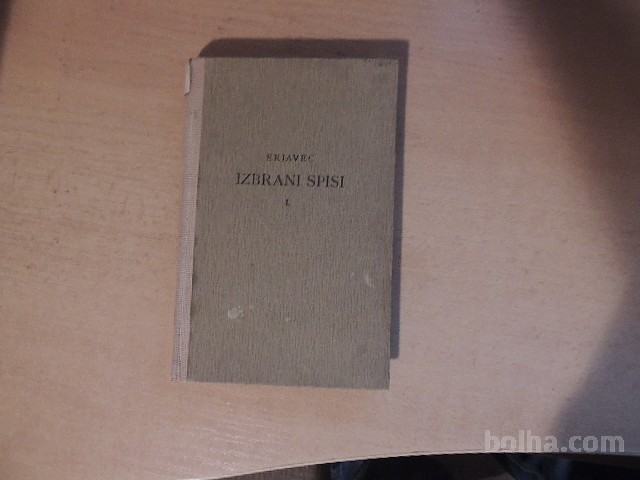 ERJAVEC
IZBRANI SPISI
I.
bolha.com